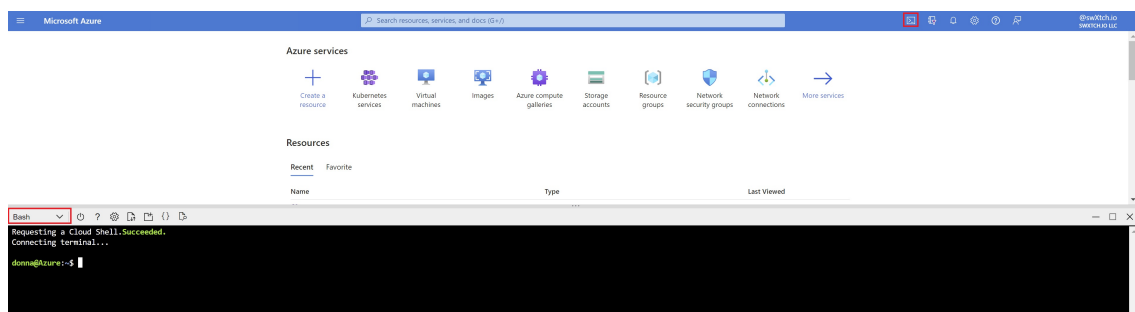 Microsoft Azure
Search resources, services, and docs (G+/)
@swXtch.io
SWXTCH.IO LLC
Azure services
Create a resource
Kubernetes services
Virtual machines
Images
Azure compute galleries
Storage accounts
Resource groups
Network security groups
Network connections
More services
Resources
Recent Favorite
Name Type Last Viewed
Bash
Requesting a Cloud Shell.Succeeded.
Connecting terminal...
donna@Azure:~$